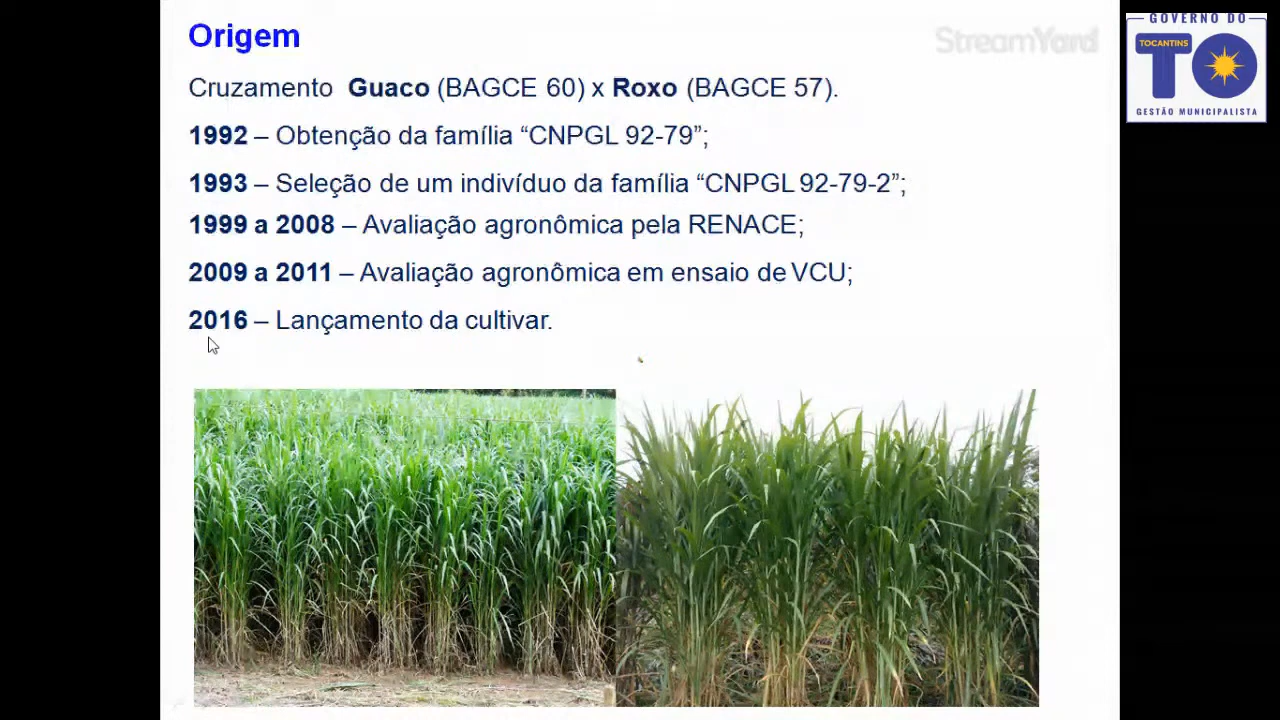 Origem
StreamYard
GOVERNO DO
TOCANTINS
TO
GESTÃO MUNICIPALISTA
Cruzamento Guaco (BAGCE 60) x Roxo (BAGCE 57).
1992 – Obtenção da família “CNPGL 92-79”;
1993 – Seleção de um indivíduo da família “CNPGL 92-79-2”;
1999 a 2008 – Avaliação agronômica pela RENACE;
2009 a 2011 – Avaliação agronômica em ensaio de VCU;
2016 – Lançamento da cultivar.